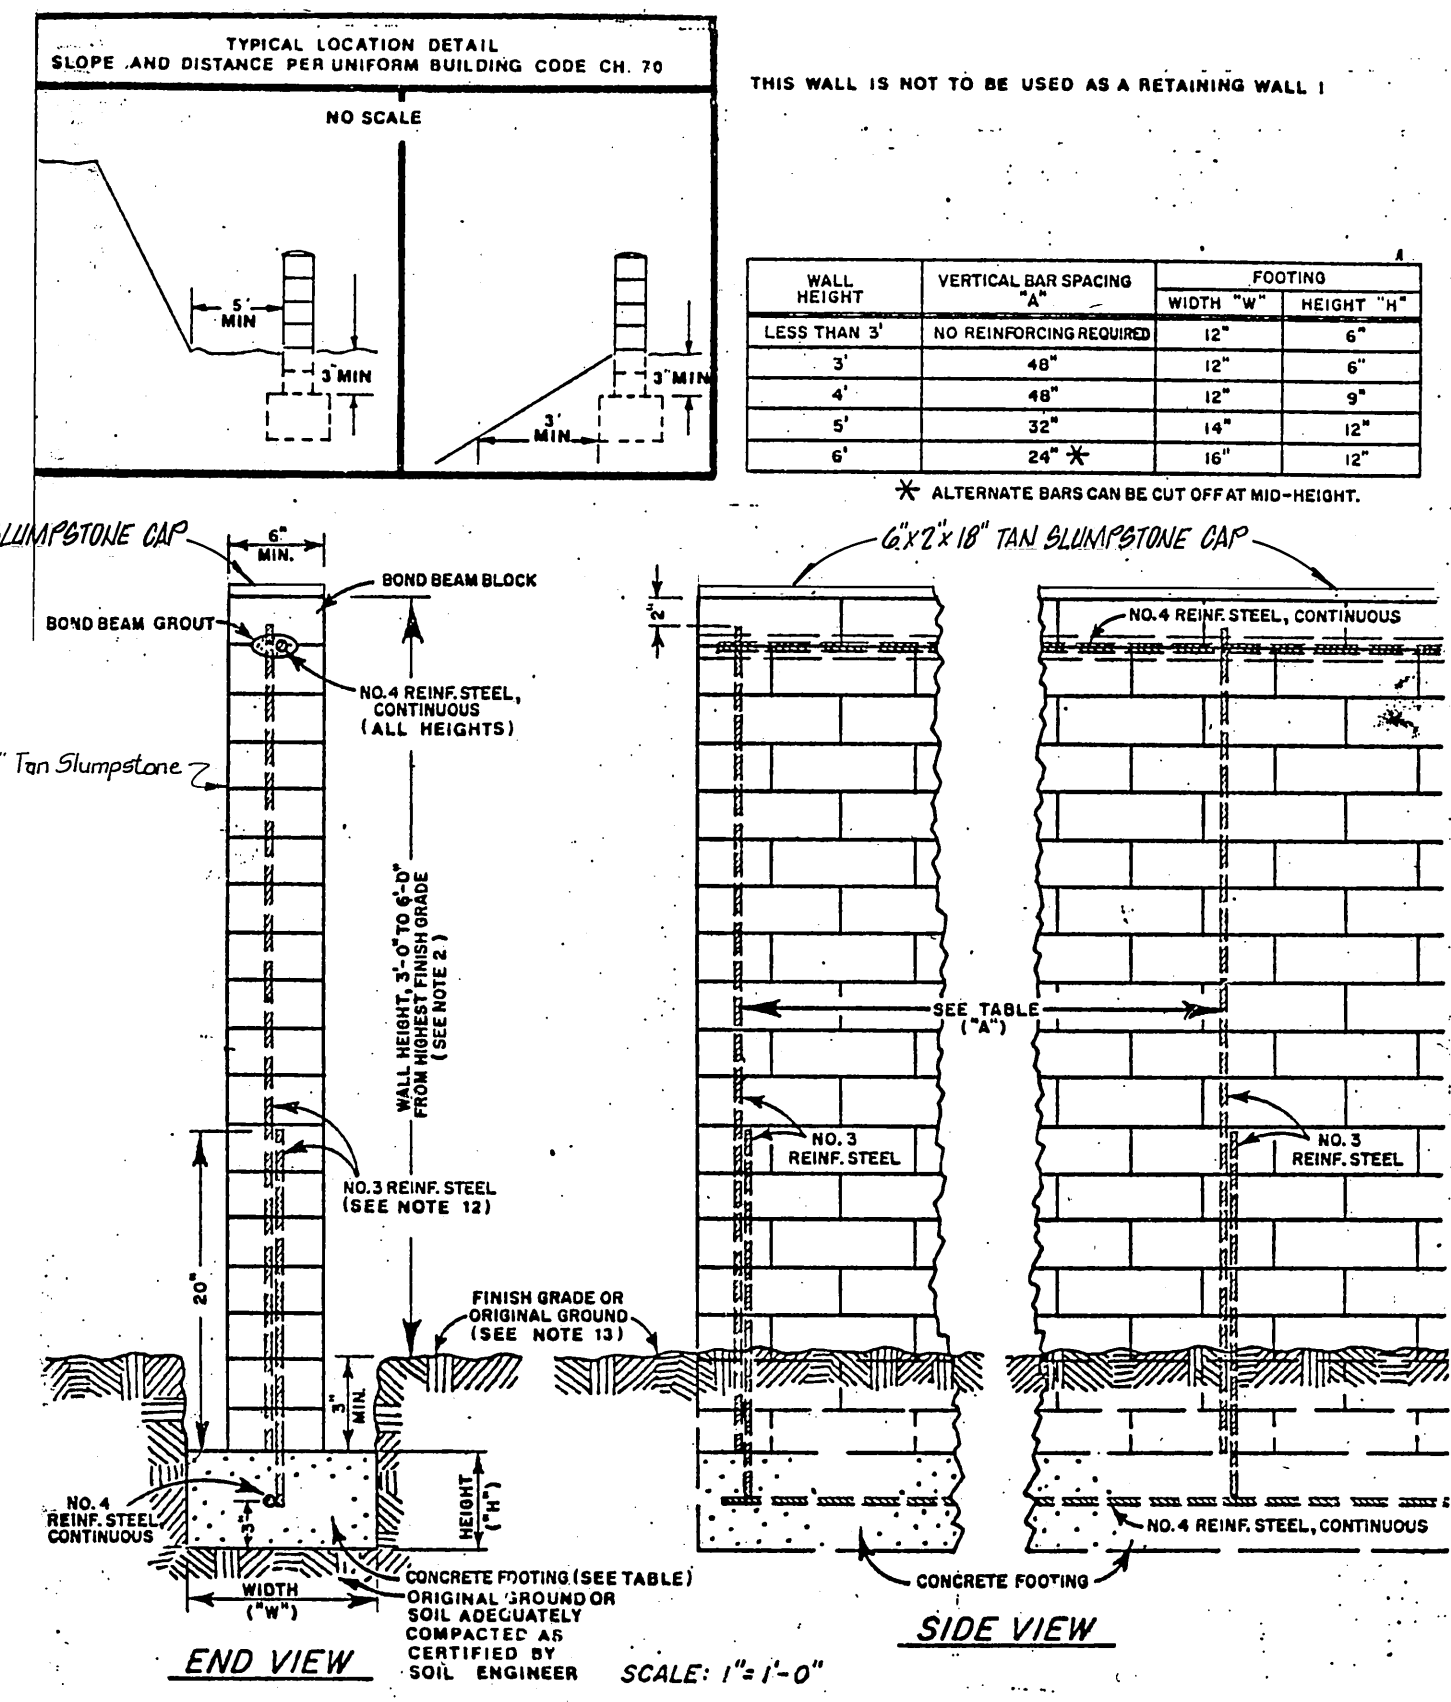 TYPICAL LOCATION DETAIL
SLOPE AND DISTANCE PER UNIFORM BUILDING CODE CH. 70
NO SCALE
5'
MIN
3" MIN
3'
MIN.
3" MIN
THIS WALL IS NOT TO BE USED AS A RETAINING WALL !
WALL HEIGHT VERTICAL BAR SPACING "A" FOOTING
WIDTH "W" HEIGHT "H"
LESS THAN 3' NO REINFORCING REQUIRED 12" 6"
3' 48" 12" 6"
4' 48" 12" 9"
5' 32" 14" 12"
6' 24" * 16" 12"
* ALTERNATE BARS CAN BE CUT OFF AT MID-HEIGHT.
LUMPSTONE CAP
6"
MIN.
BOND BEAM BLOCK
BOND BEAM GROUT
NO.4 REINF. STEEL,
CONTINUOUS
(ALL HEIGHTS)
" Tan Slumpstone
WALL HEIGHT, 3'-0" TO 6'-0"
FROM HIGHEST FINISH GRADE
(SEE NOTE 2)
NO.3 REINF. STEEL
(SEE NOTE 12)
20"
FINISH GRADE OR
ORIGINAL GROUND
(SEE NOTE 13)
3"
MIN.
NO. 4
REINF. STEEL,
CONTINUOUS
3"
HEIGHT
("H")
WIDTH
("W")
CONCRETE FOOTING (SEE TABLE)
ORIGINAL GROUND OR
SOIL ADEQUATELY
COMPACTED AS
CERTIFIED BY
SOIL ENGINEER
END VIEW
SCALE: 1"= 1'-0"
6"x2"x18" TAN SLUMPSTONE CAP
2"
NO.4 REINF. STEEL, CONTINUOUS
SEE TABLE
("A")
NO. 3
REINF. STEEL
NO. 3
REINF. STEEL
NO.4 REINF. STEEL, CONTINUOUS
CONCRETE FOOTING
SIDE VIEW